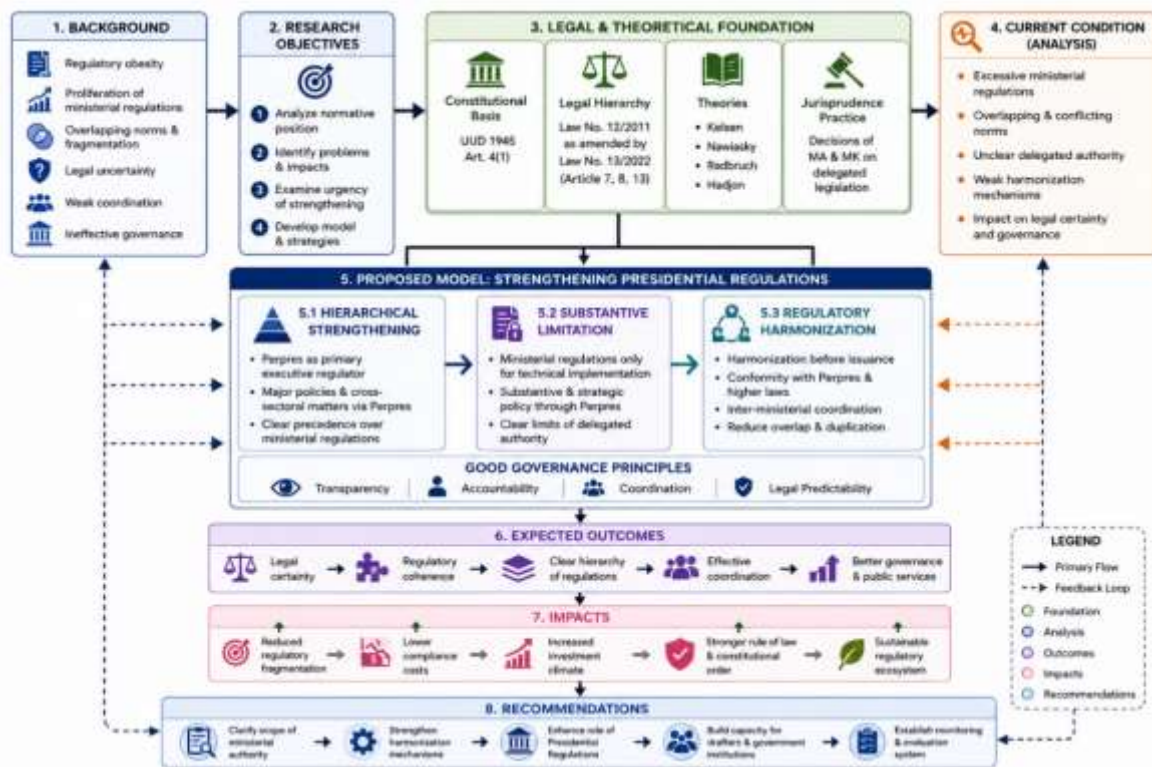 1. BACKGROUND
Regulatory obesity
Proliferation of
ministerial regulations
Overlapping norms &
fragmentation
Legal uncertainty
Weak coordination
Ineffective governance
2. RESEARCH
OBJECTIVES
1 Analyze normative
position
2 Identify problems
& impacts
3 Examine urgency
of strengthening
4 Develop model
& strategies
3. LEGAL & THEORETICAL FOUNDATION
Constitutional
Basis
UUD 1945
Art. 4(1)
Legal Hierarchy
Law No. 12/2011
as amended by
Law No. 13/2022
(Article 7, 8, 13)
Theories
• Kelsen
• Nawiasky
• Radbruch
• Hadjon
Jurisprudence
Practice
Decisions of
MA & MK on
delegated
legislation
4. CURRENT CONDITION
(ANALYSIS)
• Excessive ministerial
regulations
• Overlapping & conflicting
norms
• Unclear delegated authority
• Weak harmonization
mechanisms
• Impact on legal certainty
and governance
5. PROPOSED MODEL: STRENGTHENING PRESIDENTIAL REGULATIONS
5.1 HIERARCHICAL
STRENGTHENING
• Perpres as primary
executive regulator
• Major policies & cross-
sectoral matters via Perpres
• Clear precedence over
ministerial regulations
5.2 SUBSTANTIVE
LIMITATION
• Ministerial regulations only
for technical implementation
• Substantive & strategic
policy through Perpres
• Clear limits of delegated
authority
5.3 REGULATORY
HARMONIZATION
• Harmonization before issuance
• Conformity with Perpres &
higher laws
• Inter-ministerial coordination
• Reduce overlap & duplication
GOOD GOVERNANCE PRINCIPLES
Transparency
Accountability
Coordination
Legal Predictability
6. EXPECTED OUTCOMES
Legal
certainty
Regulatory
coherence
Clear hierarchy
of regulations
Effective
coordination
Better governance
& public services
7. IMPACTS
Reduced
regulatory
fragmentation
Lower
compliance
costs
Increased
investment
climate
Stronger rule of law
& constitutional
order
Sustainable
regulatory
ecosystem
8. RECOMMENDATIONS
Clarify scope of
ministerial
authority
Strengthen
harmonization
mechanisms
Enhance role of
Presidential
Regulations
Build capacity for
drafters & government
institutions
Establish monitoring
& evaluation
system
LEGEND
Primary Flow
Feedback Loop
Foundation
Analysis
Outcomes
Impacts
Recommendations